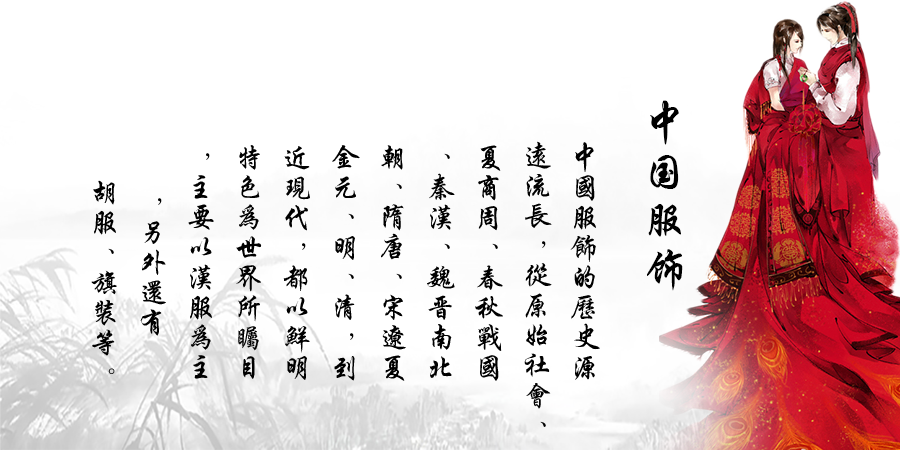 中国服饰
中國服飾的歷史源
遠流長，從原始社會、
夏商周、春秋戰國
、秦漢、魏晉南北
朝、隋唐、宋遼夏
金元、明、清，到
近現代，都以鮮明
特色為世界所矚目
，主要以漢服為主
，另外還有
胡服、旗裝等。